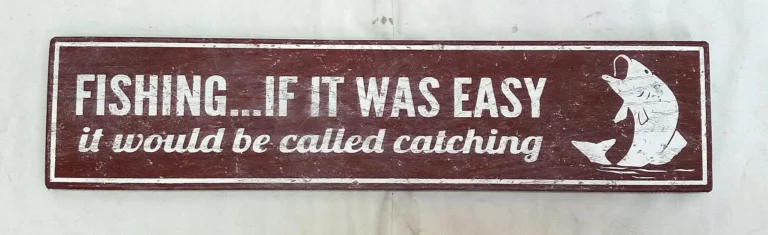 FISHING...IF IT WAS EASY
it would be called catching